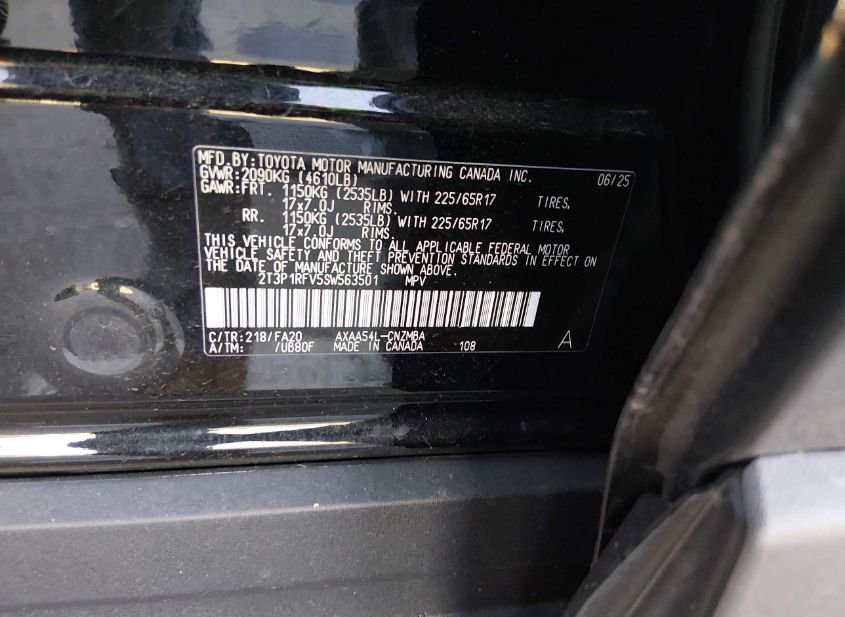 MFD.BY:TOYOTA MOTOR MANUFACTURING CANADA INC. 06/25
GVWR:2090KG (4610LB)
GAWR:FRT. 1150KG (2535LB) WITH 225/65R17 TIRES,
17x7.0J RIMS.
RR. 1150KG (2535LB) WITH 225/65R17 TIRES,
17x7.0J RIMS.
THIS VEHICLE CONFORMS TO ALL APPLICABLE FEDERAL MOTOR
VEHICLE SAFETY AND THEFT PREVENTION STANDARDS IN EFFECT ON
THE DATE OF MANUFACTURE SHOWN ABOVE.
2T3P1RFV5SW563501 MPV
C/TR:218/FA20 AXAA54L-CNZMBA
A/TM: /UB80F MADE IN CANADA 108 A